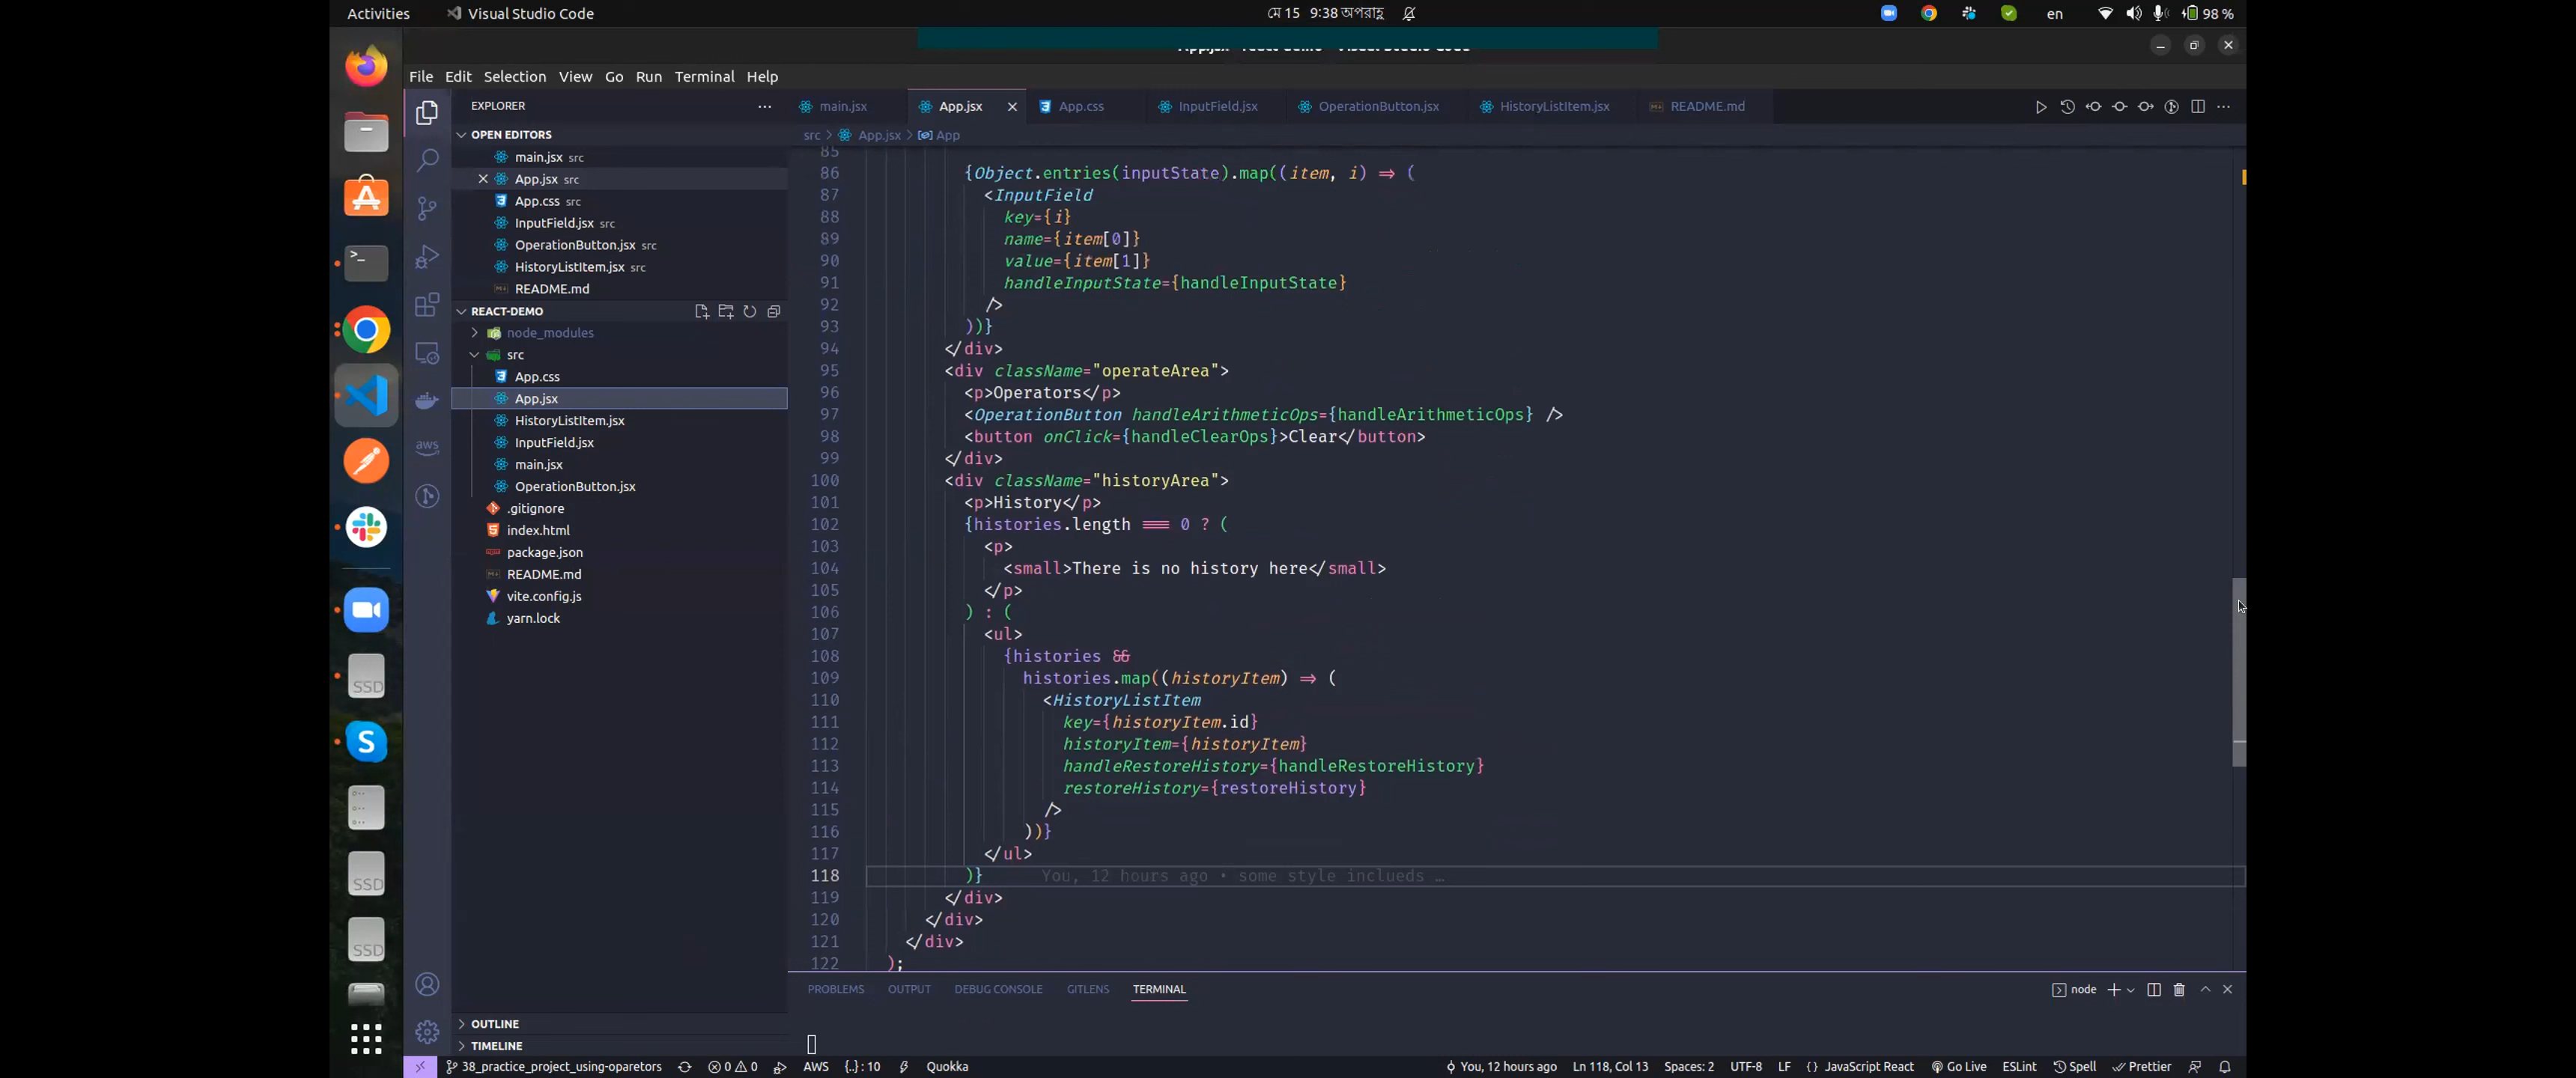 Activities Visual Studio Code মে 15 9:38 অপরাহ্ণ en 98 %
File Edit Selection View Go Run Terminal Help
EXPLORER
OPEN EDITORS
main.jsx src
App.jsx src
App.css src
InputField.jsx src
OperationButton.jsx src
HistoryListItem.jsx src
README.md
REACT-DEMO
node_modules
src
App.css
App.jsx
HistoryListItem.jsx
InputField.jsx
main.jsx
OperationButton.jsx
.gitignore
index.html
package.json
README.md
vite.config.js
yarn.lock
OUTLINE
TIMELINE
main.jsx App.jsx App.css InputField.jsx OperationButton.jsx HistoryListItem.jsx README.md
src > App.jsx > App
85
86 {Object.entries(inputState).map((item, i) => (
87 <InputField
88 key={i}
89 name={item[0]}
90 value={item[1]}
91 handleInputState={handleInputState}
92 />
93 ))}
94 </div>
95 <div className="operateArea">
96 <p>Operators</p>
97 <OperationButton handleArithmeticOps={handleArithmeticOps} />
98 <button onClick={handleClearOps}>Clear</button>
99 </div>
100 <div className="historyArea">
101 <p>History</p>
102 {histories.length === 0 ? (
103 <p>
104 <small>There is no history here</small>
105 </p>
106 ) : (
107 <ul>
108 {histories &&
109 histories.map((historyItem) => (
110 <HistoryListItem
111 key={historyItem.id}
112 historyItem={historyItem}
113 handleRestoreHistory={handleRestoreHistory}
114 restoreHistory={restoreHistory}
115 />
116 ))}
117 </ul>
118 )} You, 12 hours ago • some style inclueds …
119 </div>
120 </div>
121 </div>
122 );
PROBLEMS OUTPUT DEBUG CONSOLE GITLENS TERMINAL node
38_practice_project_using-oparetors 0 0 AWS {..} : 10 Quokka You, 12 hours ago Ln 118, Col 13 Spaces: 2 UTF-8 LF { } JavaScript React Go Live ESLint Spell Prettier
SSD
SSD
SSD
aws